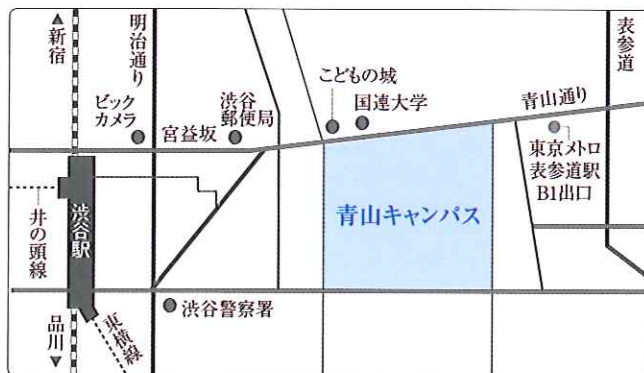 ▲新宿
明治通り
ビック
カメラ
宮益坂
渋谷
郵便局
こどもの城
国連大学
青山通り
表参道
東京メトロ
表参道駅
B1出口
青山キャンパス
井の頭線
渋谷駅
品川▼
東横線
渋谷警察署